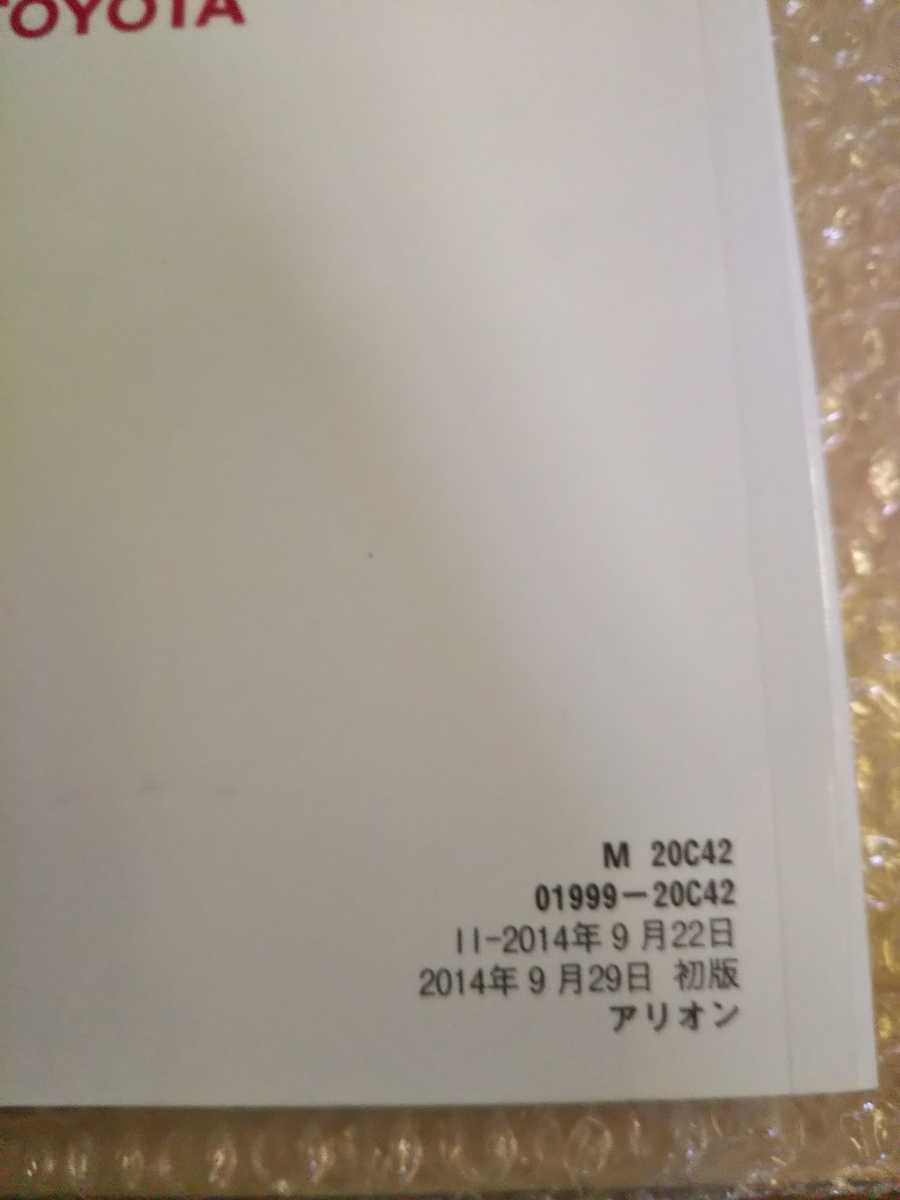 TOYOTA
M 20C42
01999-20C42
II-2014年9月22日
2014年9月29日 初版
アリオン